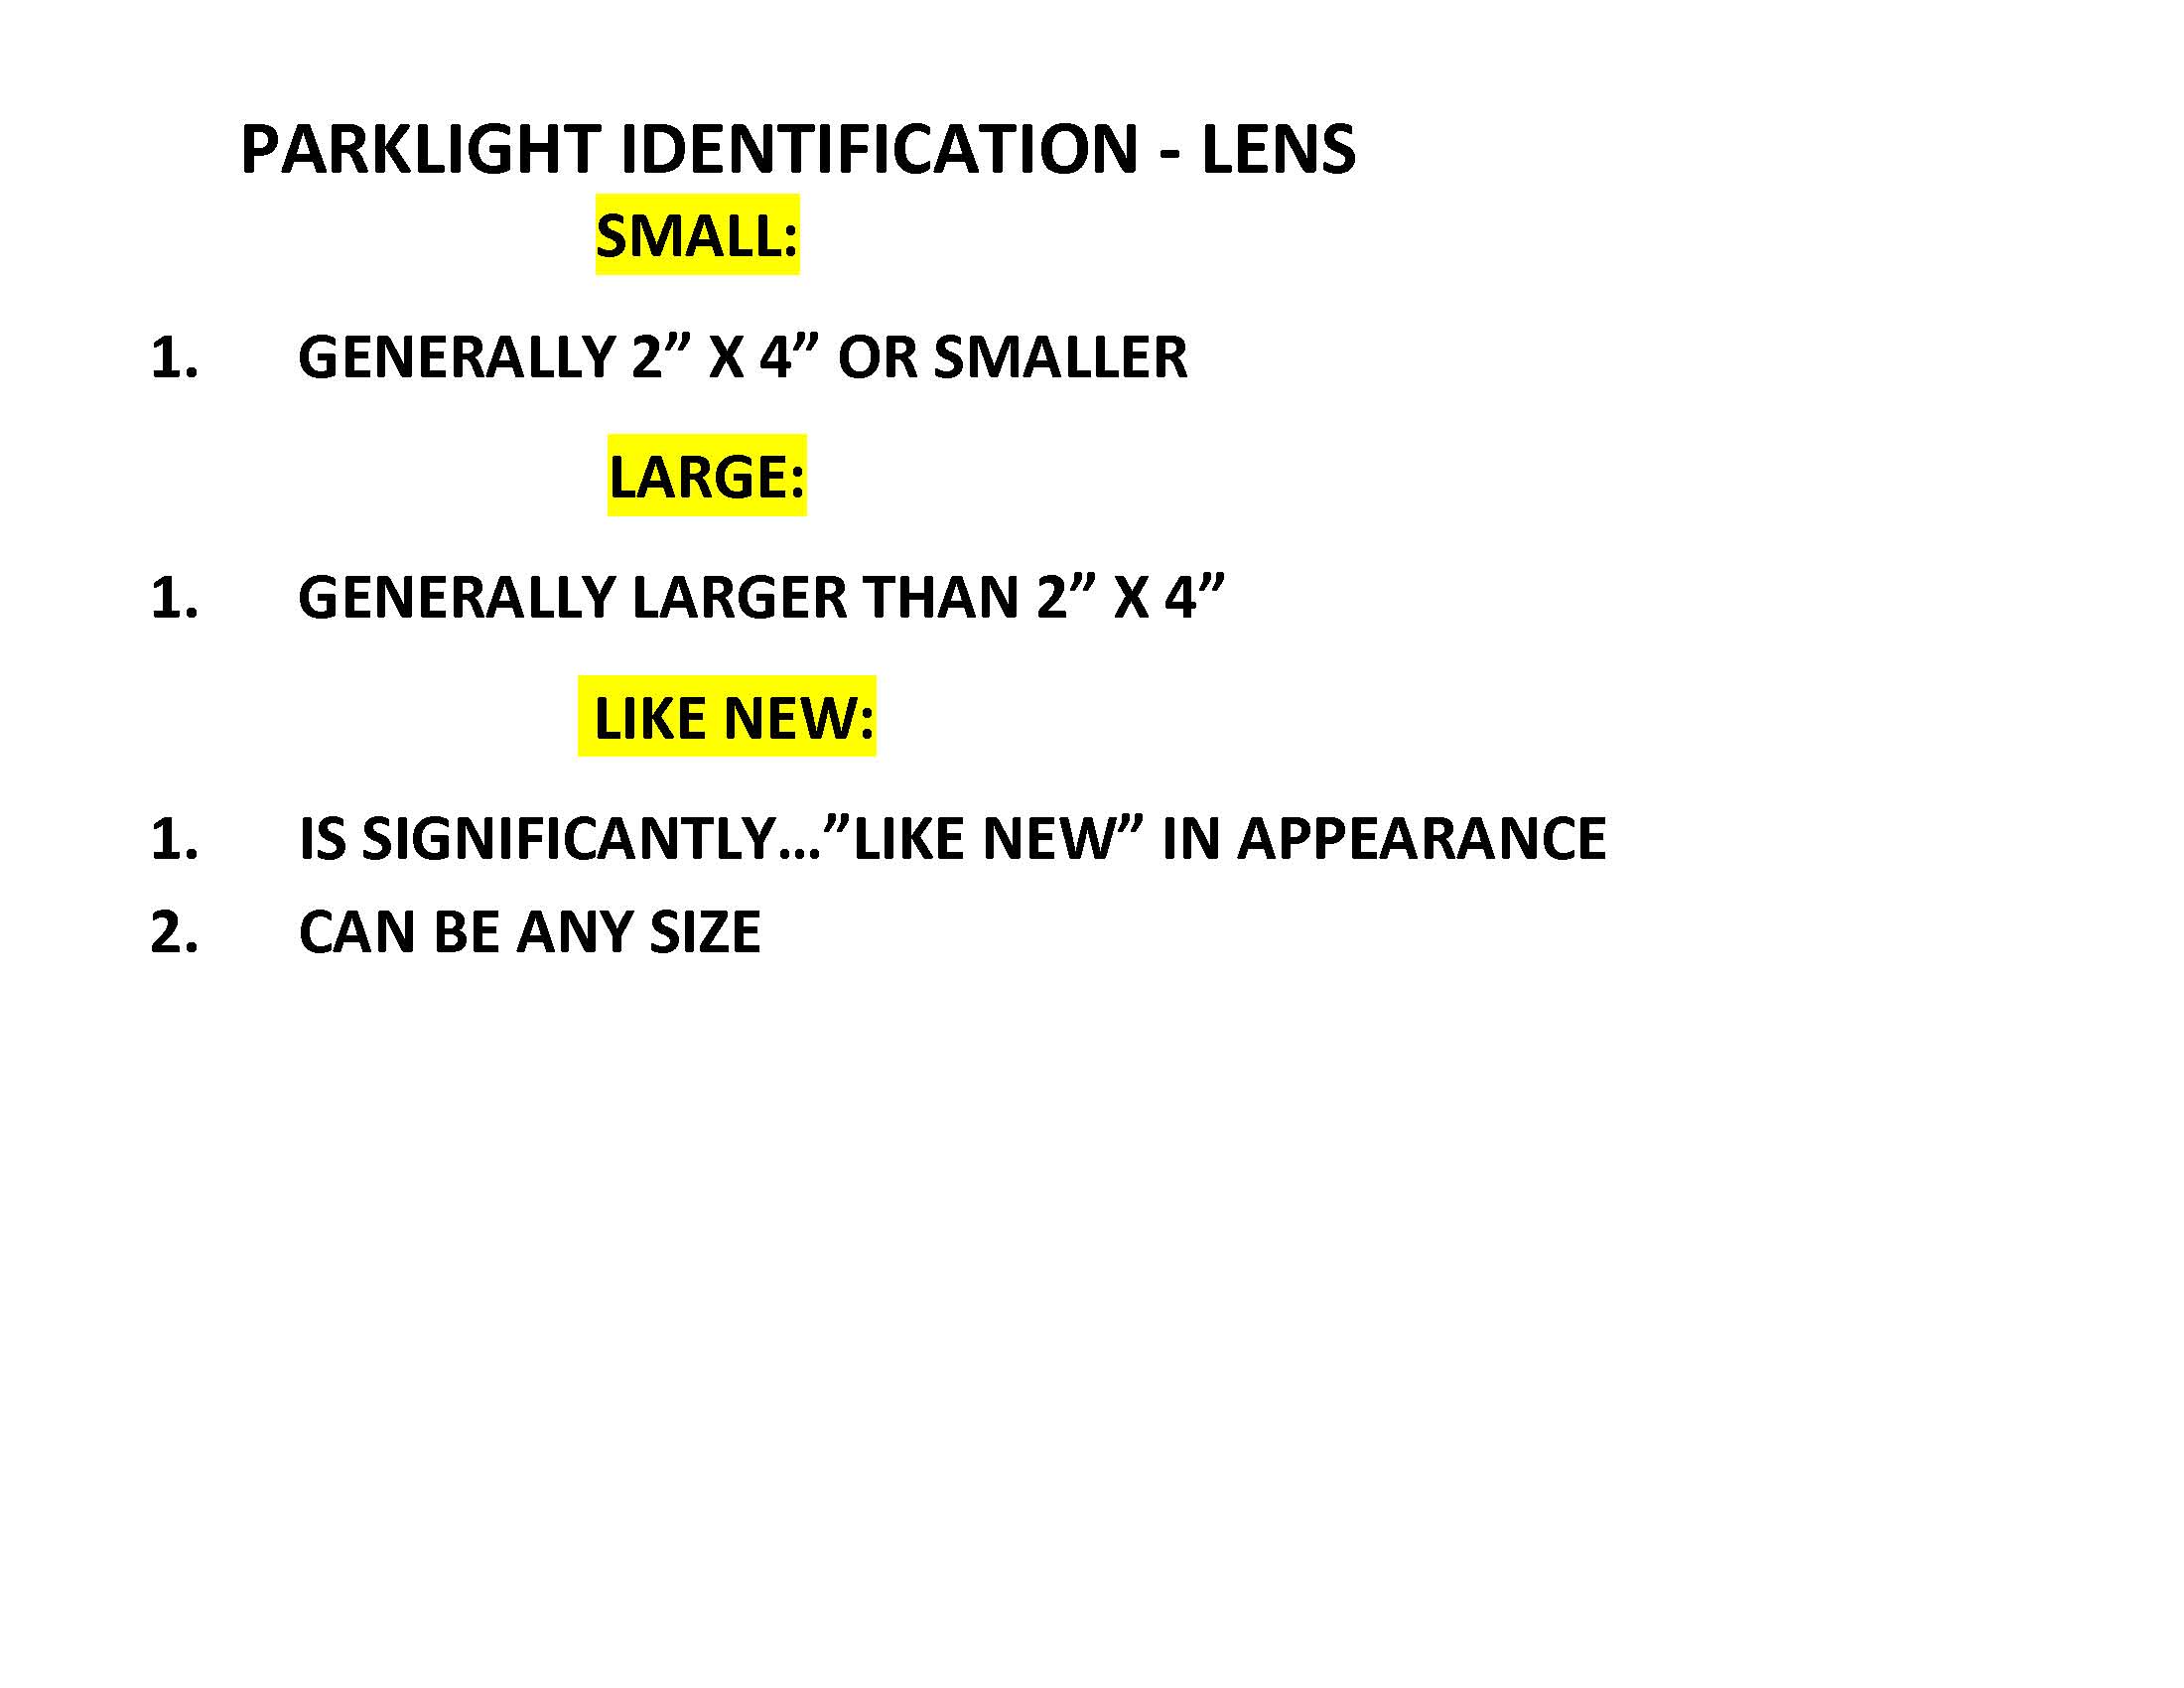 PARKLIGHT IDENTIFICATION - LENS
SMALL:
1. GENERALLY 2” X 4” OR SMALLER
LARGE:
1. GENERALLY LARGER THAN 2” X 4”
LIKE NEW:
1. IS SIGNIFICANTLY…”LIKE NEW” IN APPEARANCE
2. CAN BE ANY SIZE